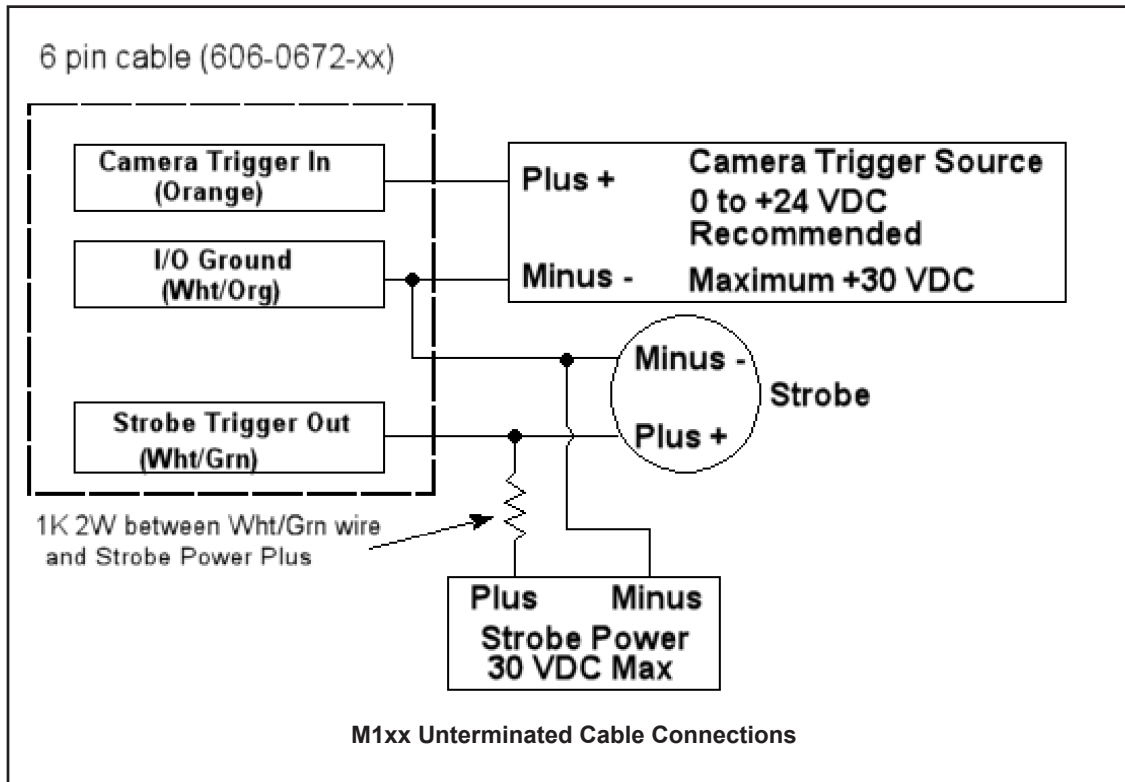 6 pin cable (606-0672-xx)
Camera Trigger In
(Orange)
I/O Ground
(Wht/Org)
Strobe Trigger Out
(Wht/Grn)
Plus +
Minus -
Camera Trigger Source
0 to +24 VDC
Recommended
Maximum +30 VDC
Minus -
Plus +
Strobe
1K 2W between Wht/Grn wire
and Strobe Power Plus
Plus Minus
Strobe Power
30 VDC Max
M1xx Unterminated Cable Connections